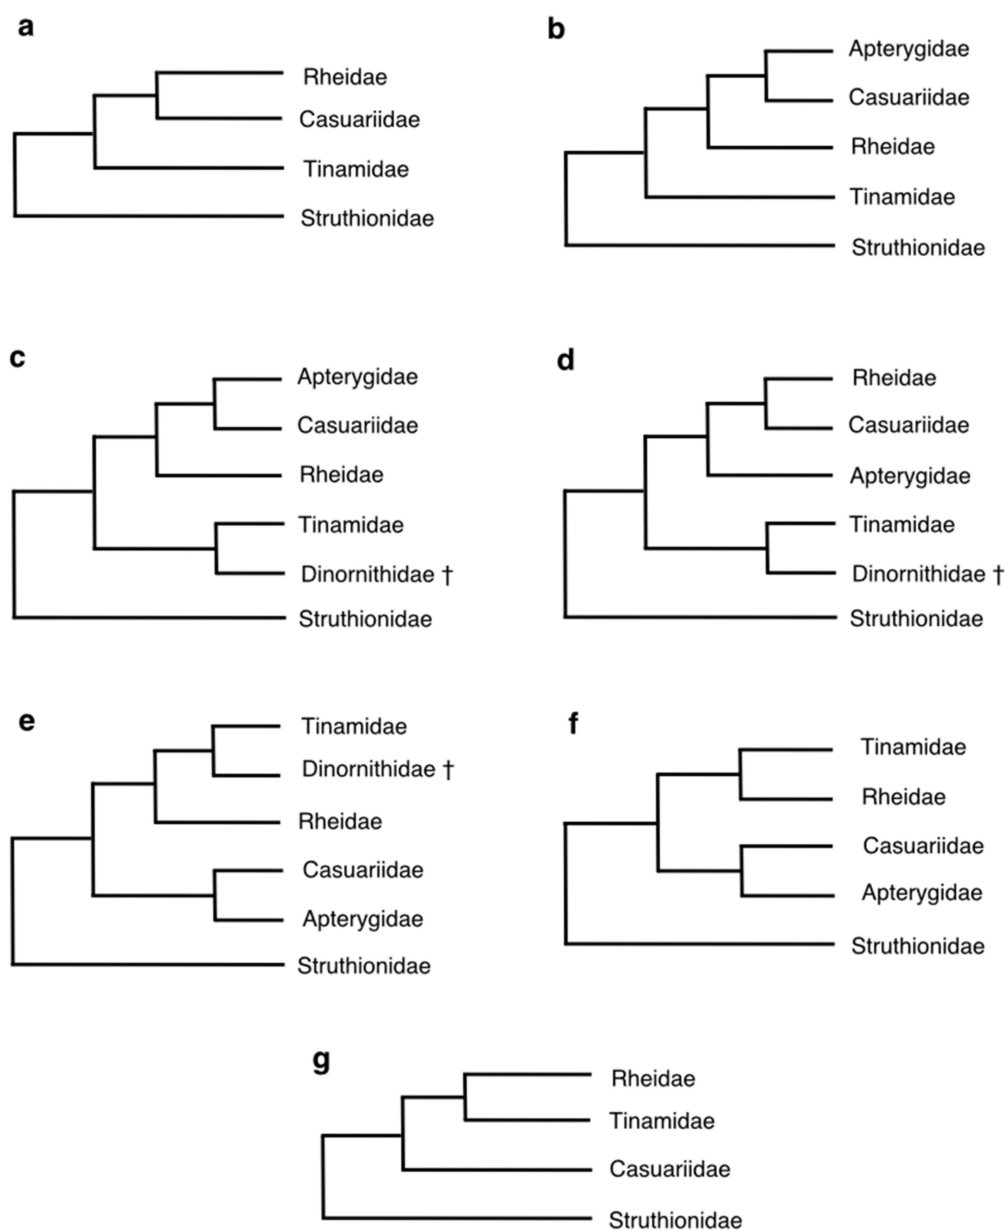 a
Rheidae
Casuariidae
Tinamidae
Struthionidae
b
Apterygidae
Casuariidae
Rheidae
Tinamidae
Struthionidae
c
Apterygidae
Casuariidae
Rheidae
Tinamidae
Dinornithidae †
Struthionidae
d
Rheidae
Casuariidae
Apterygidae
Tinamidae
Dinornithidae †
Struthionidae
e
Tinamidae
Dinornithidae †
Rheidae
Casuariidae
Apterygidae
Struthionidae
f
Tinamidae
Rheidae
Casuariidae
Apterygidae
Struthionidae
g
Rheidae
Tinamidae
Casuariidae
Struthionidae